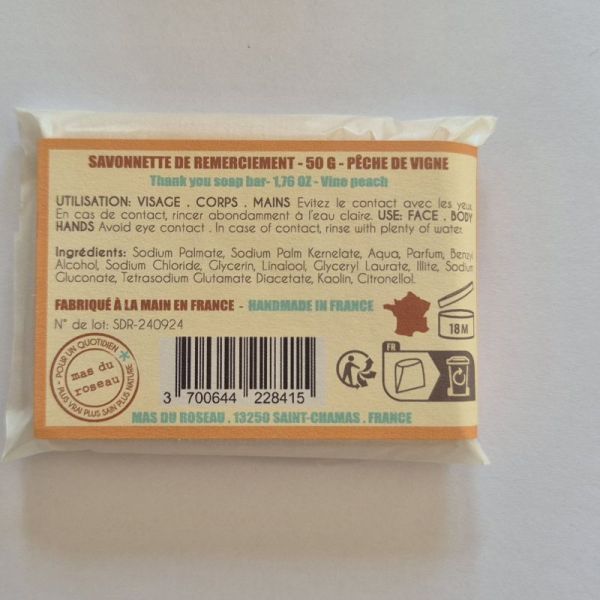 SAVONNETTE DE REMERCIEMENT - 50 G - PÊCHE DE VIGNE
Thank you soap bar- 1,76 OZ - Vine peach
UTILISATION: VISAGE . CORPS . MAINS Evitez le contact avec les yeux.
En cas de contact, rincer abondamment à l'eau claire. USE: FACE . BODY
HANDS Avoid eye contact . In case of contact, rinse with plenty of water.
Ingrédients: Sodium Palmate, Sodium Palm Kernelate, Aqua, Parfum, Benzyl
Alcohol, Sodium Chloride, Glycerin, Linalool, Glyceryl Laurate, Illite, Sodium
Gluconate, Tetrasodium Glutamate Diacetate, Kaolin, Citronellol.
FABRIQUÉ À LA MAIN EN FRANCE - HANDMADE IN FRANCE
N° de lot: SDR-240924
18M
POUR UN QUOTIDIEN
mas du
roseau
PLUS VRAI PLUS SAIN PLUS NATURE
FR
3 700644 228415
MAS DU ROSEAU . 13250 SAINT-CHAMAS . FRANCE